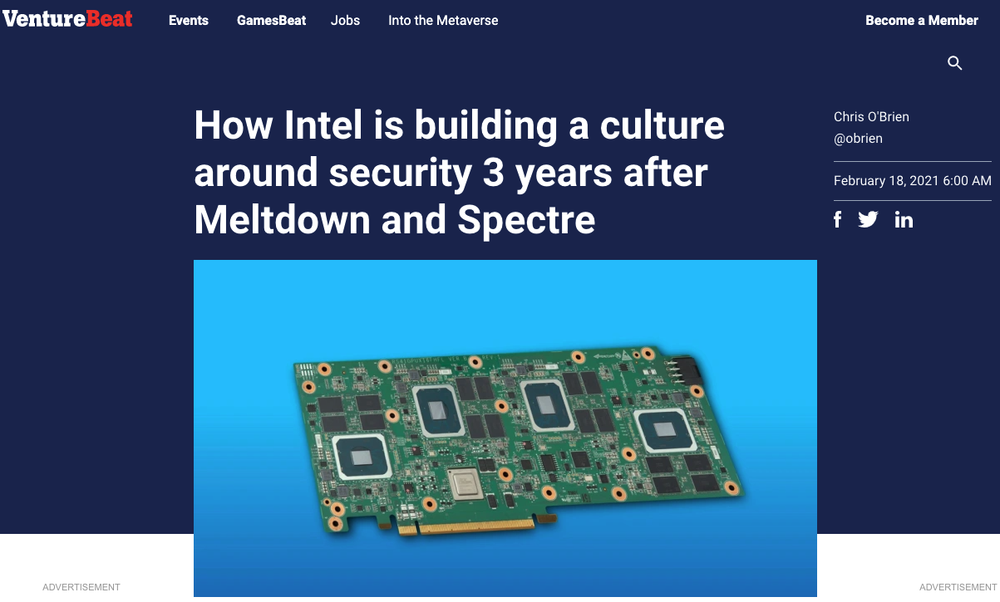 VentureBeat
Events
GamesBeat
Jobs
Into the Metaverse
Become a Member
How Intel is building a culture
around security 3 years after
Meltdown and Spectre
Chris O'Brien
@obrien
February 18, 2021 6:00 AM
ADVERTISEMENT
ADVERTISEMENT